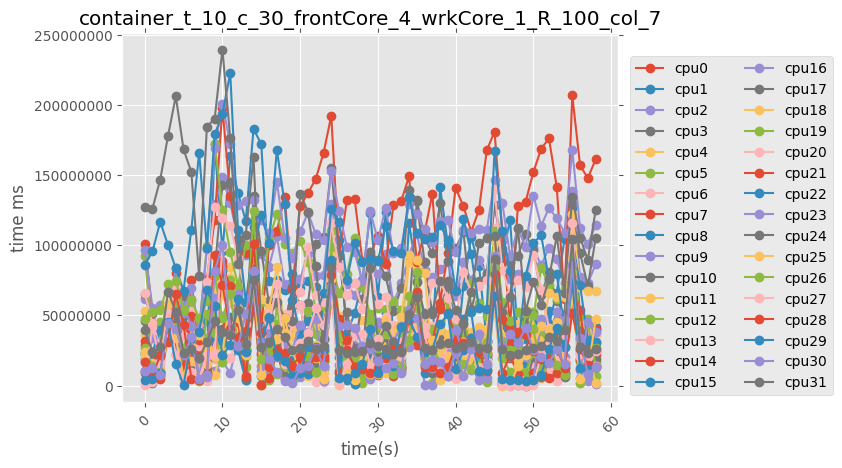 container_t_10_c_30_frontCore_4_wrkCore_1_R_100_col_7
time ms
250000000
200000000
150000000
100000000
50000000
0
0
10
20
30
40
50
60
time(s)
cpu0
cpu1
cpu2
cpu3
cpu4
cpu5
cpu6
cpu7
cpu8
cpu9
cpu10
cpu11
cpu12
cpu13
cpu14
cpu15
cpu16
cpu17
cpu18
cpu19
cpu20
cpu21
cpu22
cpu23
cpu24
cpu25
cpu26
cpu27
cpu28
cpu29
cpu30
cpu31